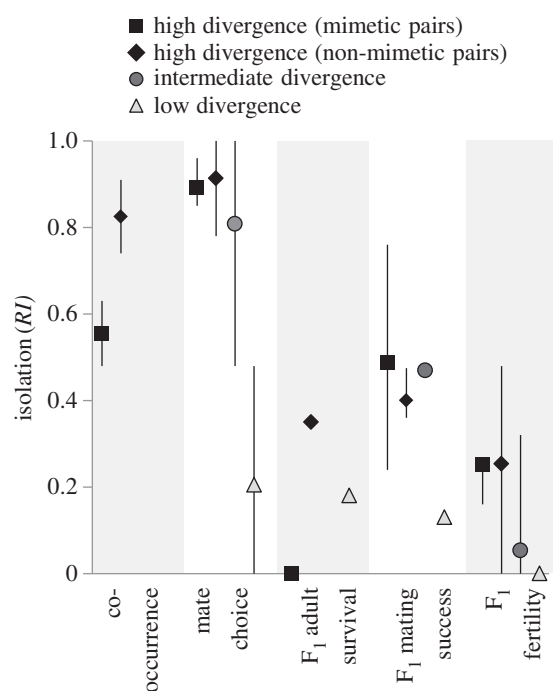 high divergence (mimetic pairs)
high divergence (non-mimetic pairs)
intermediate divergence
low divergence
isolation (RI)
1.0
0.8
0.6
0.4
0.2
0
co-
occurrence
mate
choice
F1 adult
survival
F1 mating
success
F1
fertility